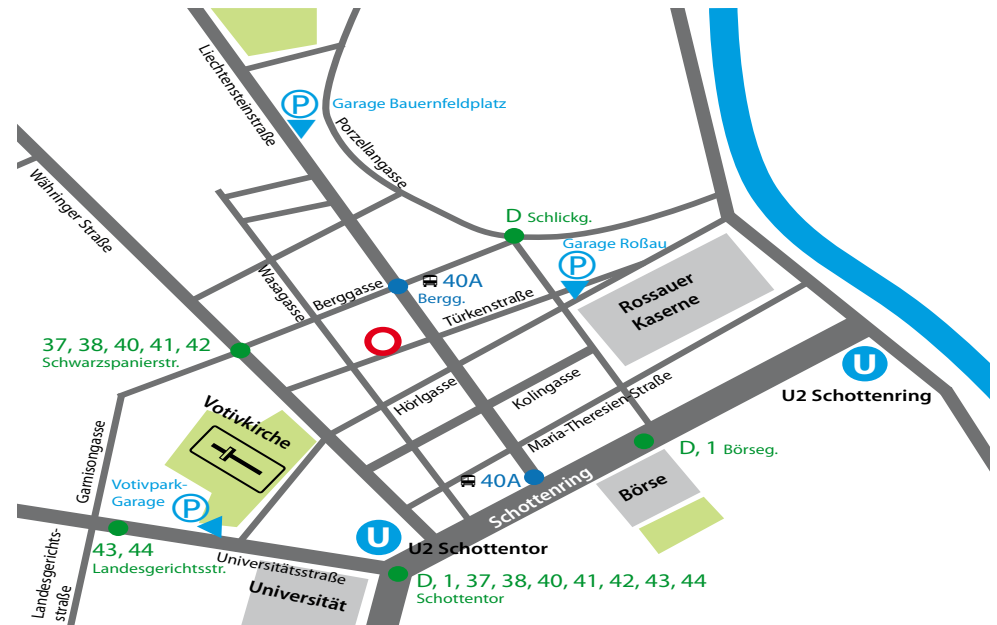 Liechtensteinstraße
P
Garage Bauernfeldplatz
Porzellangasse
Währinger Straße
D Schlickg.
Garage Roßau
P
Wasagasse
Berggasse
40A
Bergg.
Türkenstraße
Rossauer
Kaserne
37, 38, 40, 41, 42
Schwarzspanierstr.
U
U2 Schottenring
Hörlgasse
Kolingasse
Maria-Theresien-Straße
Votivkirche
Garnisongasse
D, 1 Börseg.
40A
Schottenring
Börse
Votivpark-
Garage
P
U
U2 Schottentor
43, 44
Landesgerichtsstr.
Universitätsstraße
Landesgerichts-
straße
Universität
D, 1, 37, 38, 40, 41, 42, 43, 44
Schottentor